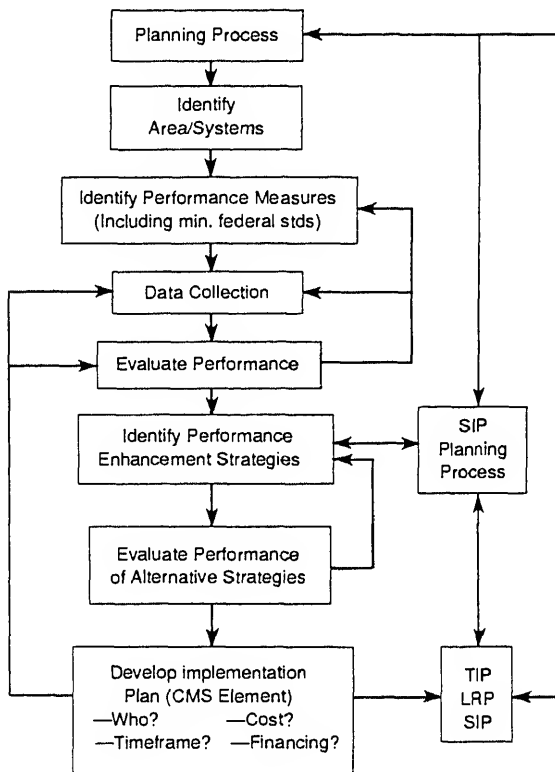 Planning Process
Identify
Area/Systems
Identify Performance Measures
(Including min. federal stds)
Data Collection
Evaluate Performance
Identify Performance
Enhancement Strategies
SIP
Planning
Process
Evaluate Performance
of Alternative Strategies
Develop implementation
Plan (CMS Element)
—Who? —Cost?
—Timeframe? —Financing?
TIP
LRP
SIP